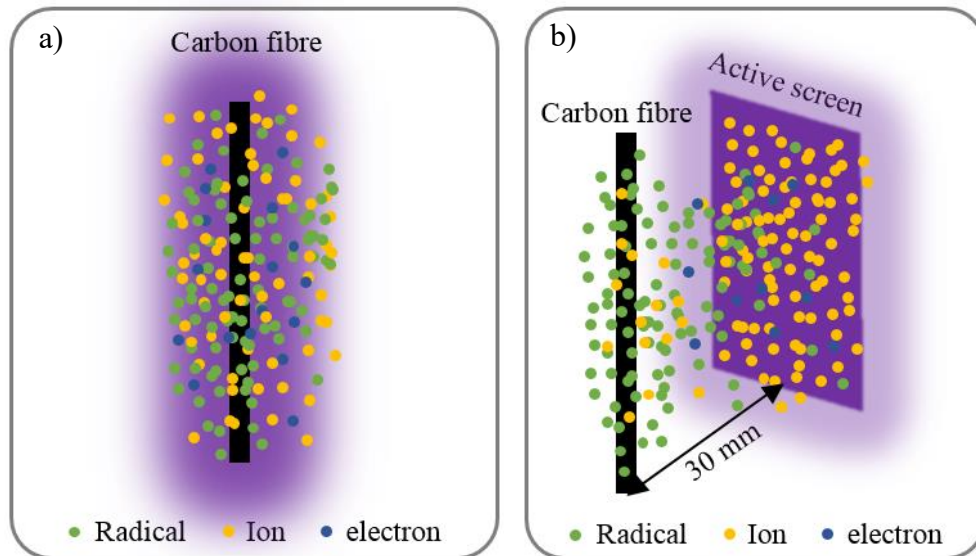 a)
Carbon fibre
Radical Ion electron
b)
Active screen
Carbon fibre
30 mm
Radical Ion electron